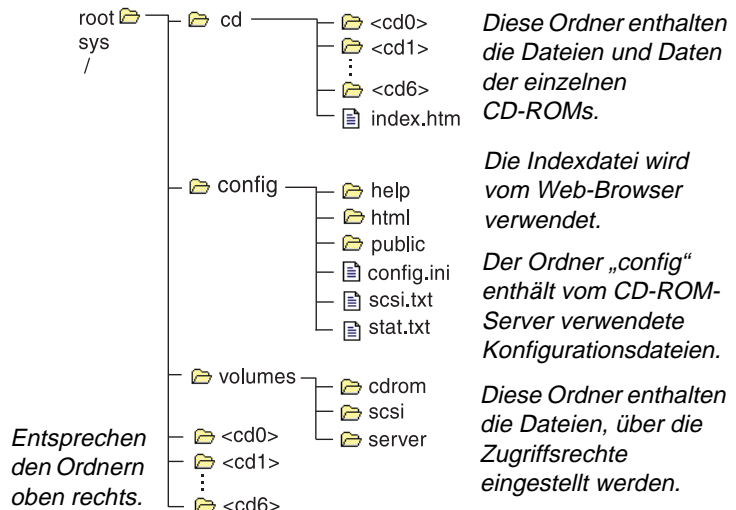 root
sys
/
cd
<cd0>
<cd1>
<cd6>
index.htm
Diese Ordner enthalten
die Dateien und Daten
der einzelnen
CD-ROMs.
Die Indexdatei wird
vom Web-Browser
verwendet.
config
help
html
public
config.ini
scsi.txt
stat.txt
Der Ordner „config“
enthält vom CD-ROM-
Server verwendete
Konfigurationsdateien.
volumes
cdrom
scsi
server
Diese Ordner enthalten
die Dateien, über die
Zugriffsrechte
eingestellt werden.
Entsprechen
den Ordnern
oben rechts.
<cd0>
<cd1>
<cd6>